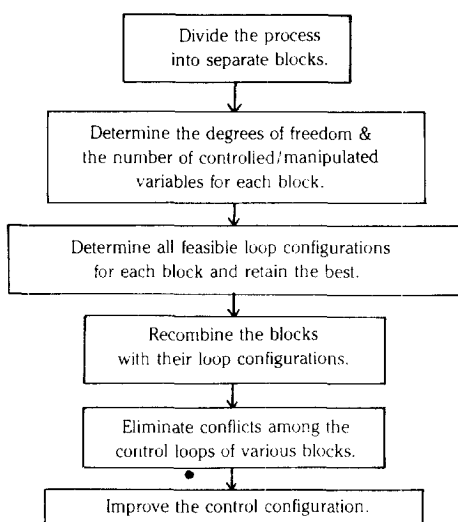 Divide the process
into separate blocks.
Determine the degrees of freedom &
the number of controlled/manipulated
variables for each block.
Determine all feasible loop configurations
for each block and retain the best.
Recombine the blocks
with their loop configurations.
Eliminate conflicts among the
control loops of various blocks.
Improve the control configuration.